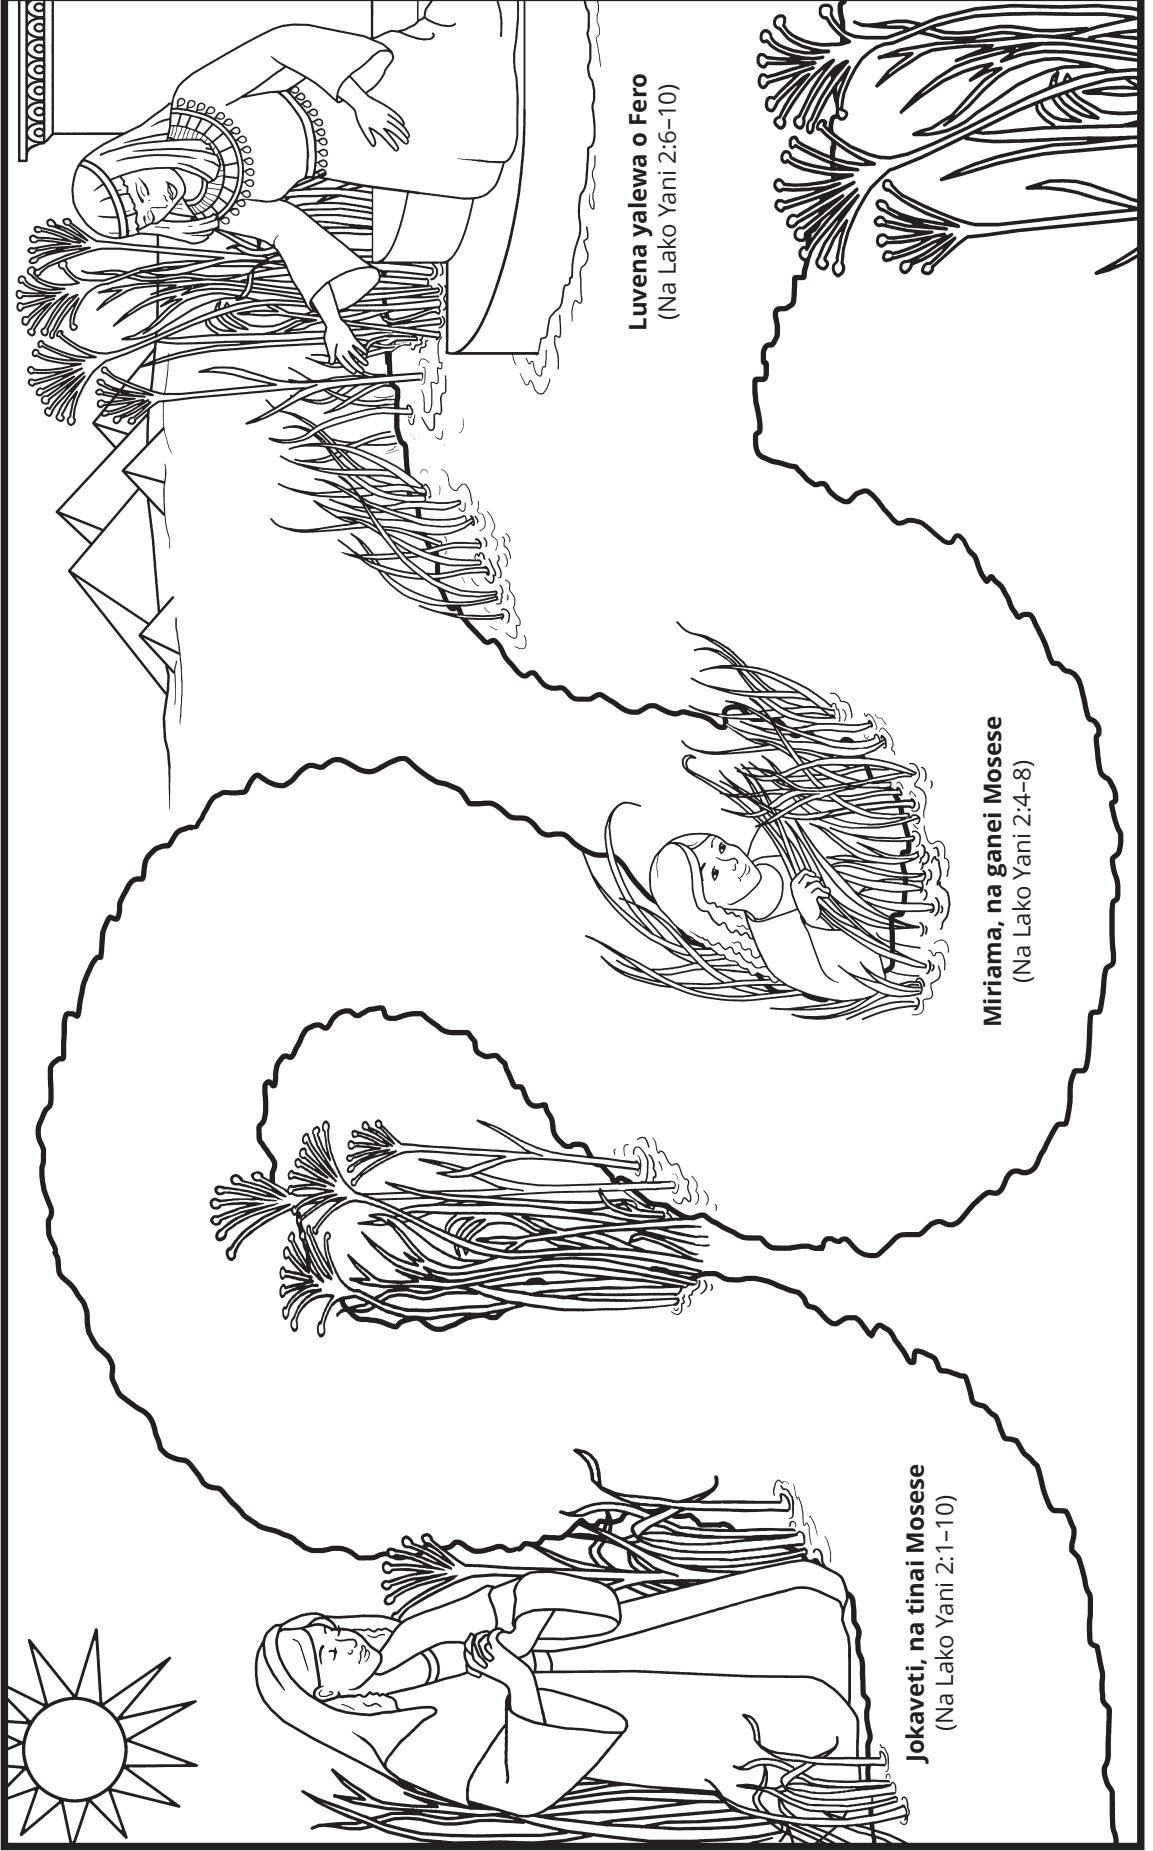 Jokaveti, na tinai Mosese
(Na Lako Yani 2:1–10)
Miriama, na ganei Mosese
(Na Lako Yani 2:4–8)
Luvena yalewa o Fero
(Na Lako Yani 2:6–10)